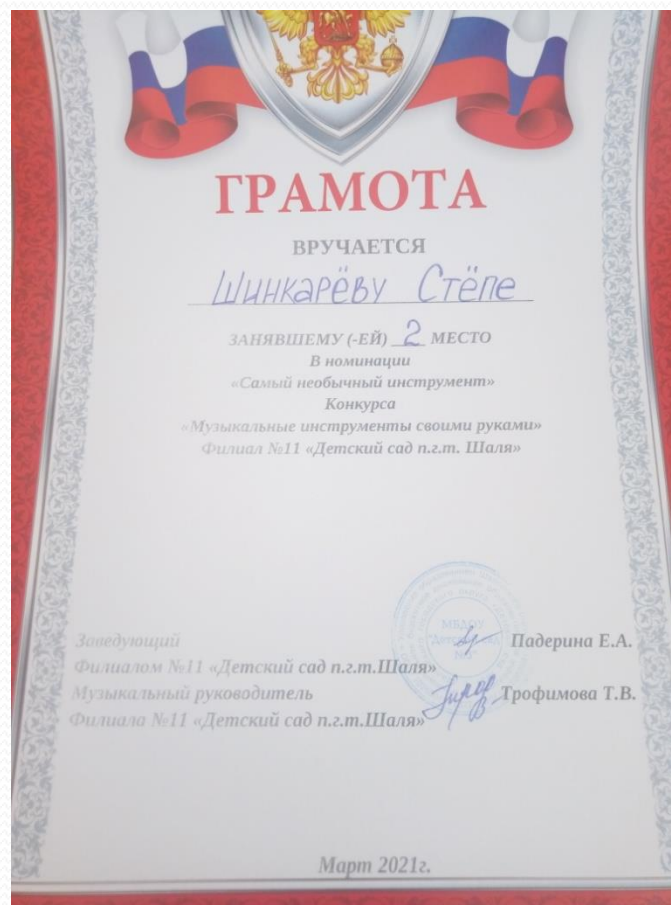 ГРАМОТА
ВРУЧАЕТСЯ
Шинкарёву Стёпе
ЗАНЯВШЕМУ (-ЕЙ) 2 МЕСТО
В номинации
«Самый необычный инструмент»
Конкурса
«Музыкальные инструменты своими руками»
Филиал №11 «Детский сад п.г.т. Шаля»
МБДОУ
Заведующий Падерина Е.А.
Филиалом №11 «Детский сад п.г.т.Шаля»
Музыкальный руководитель Трофимова Т.В.
Филиала №11 «Детский сад п.г.т.Шаля»
Март 2021г.